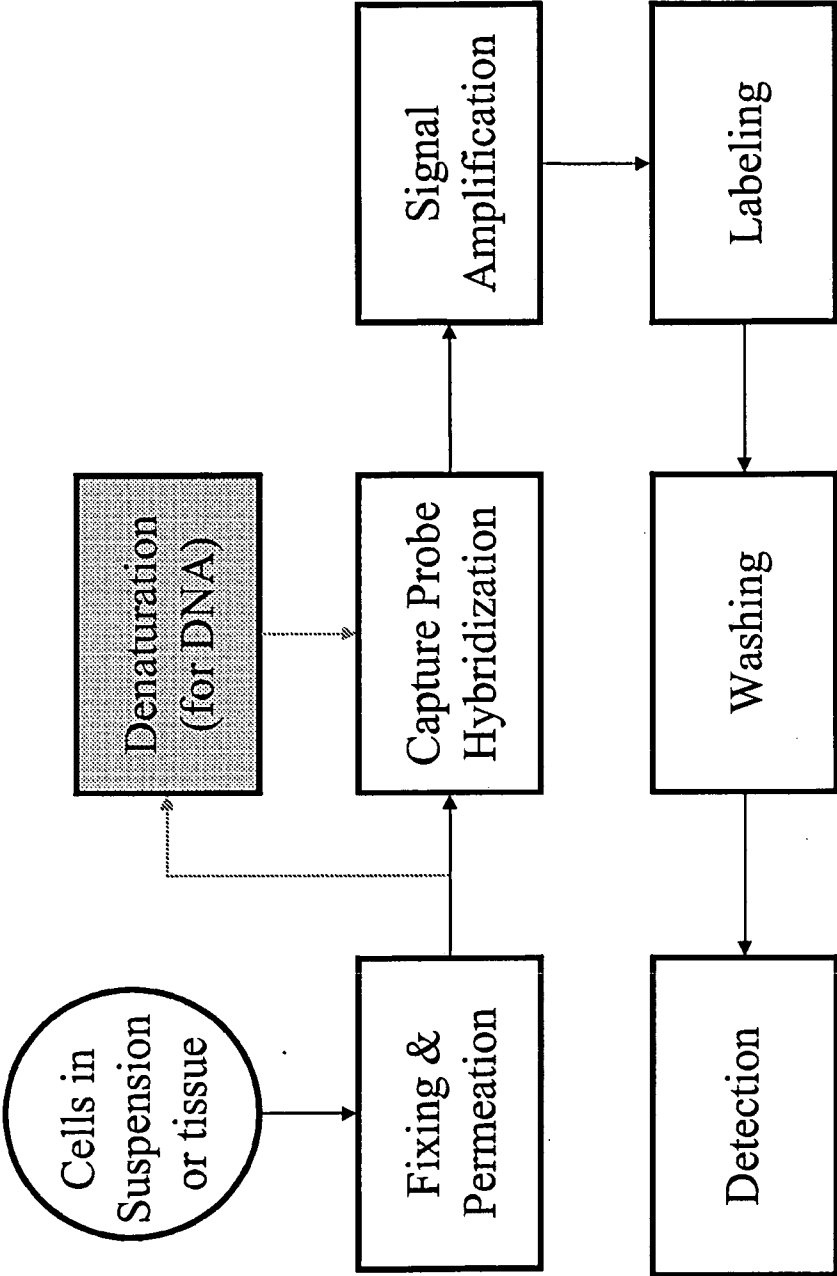 Cells in
Suspension
or tissue
Denaturation
(for DNA)
Fixing &
Permeation
Capture Probe
Hybridization
Signal
Amplification
Detection
Washing
Labeling